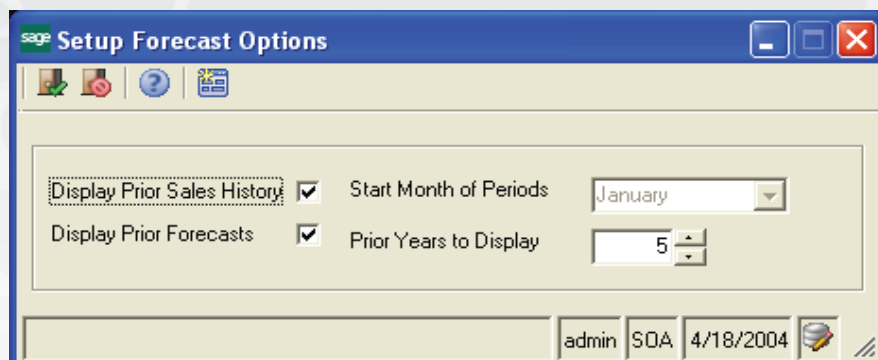 sage Setup Forecast Options
Display Prior Sales History Start Month of Periods January
Display Prior Forecasts Prior Years to Display 5
admin SOA 4/18/2004